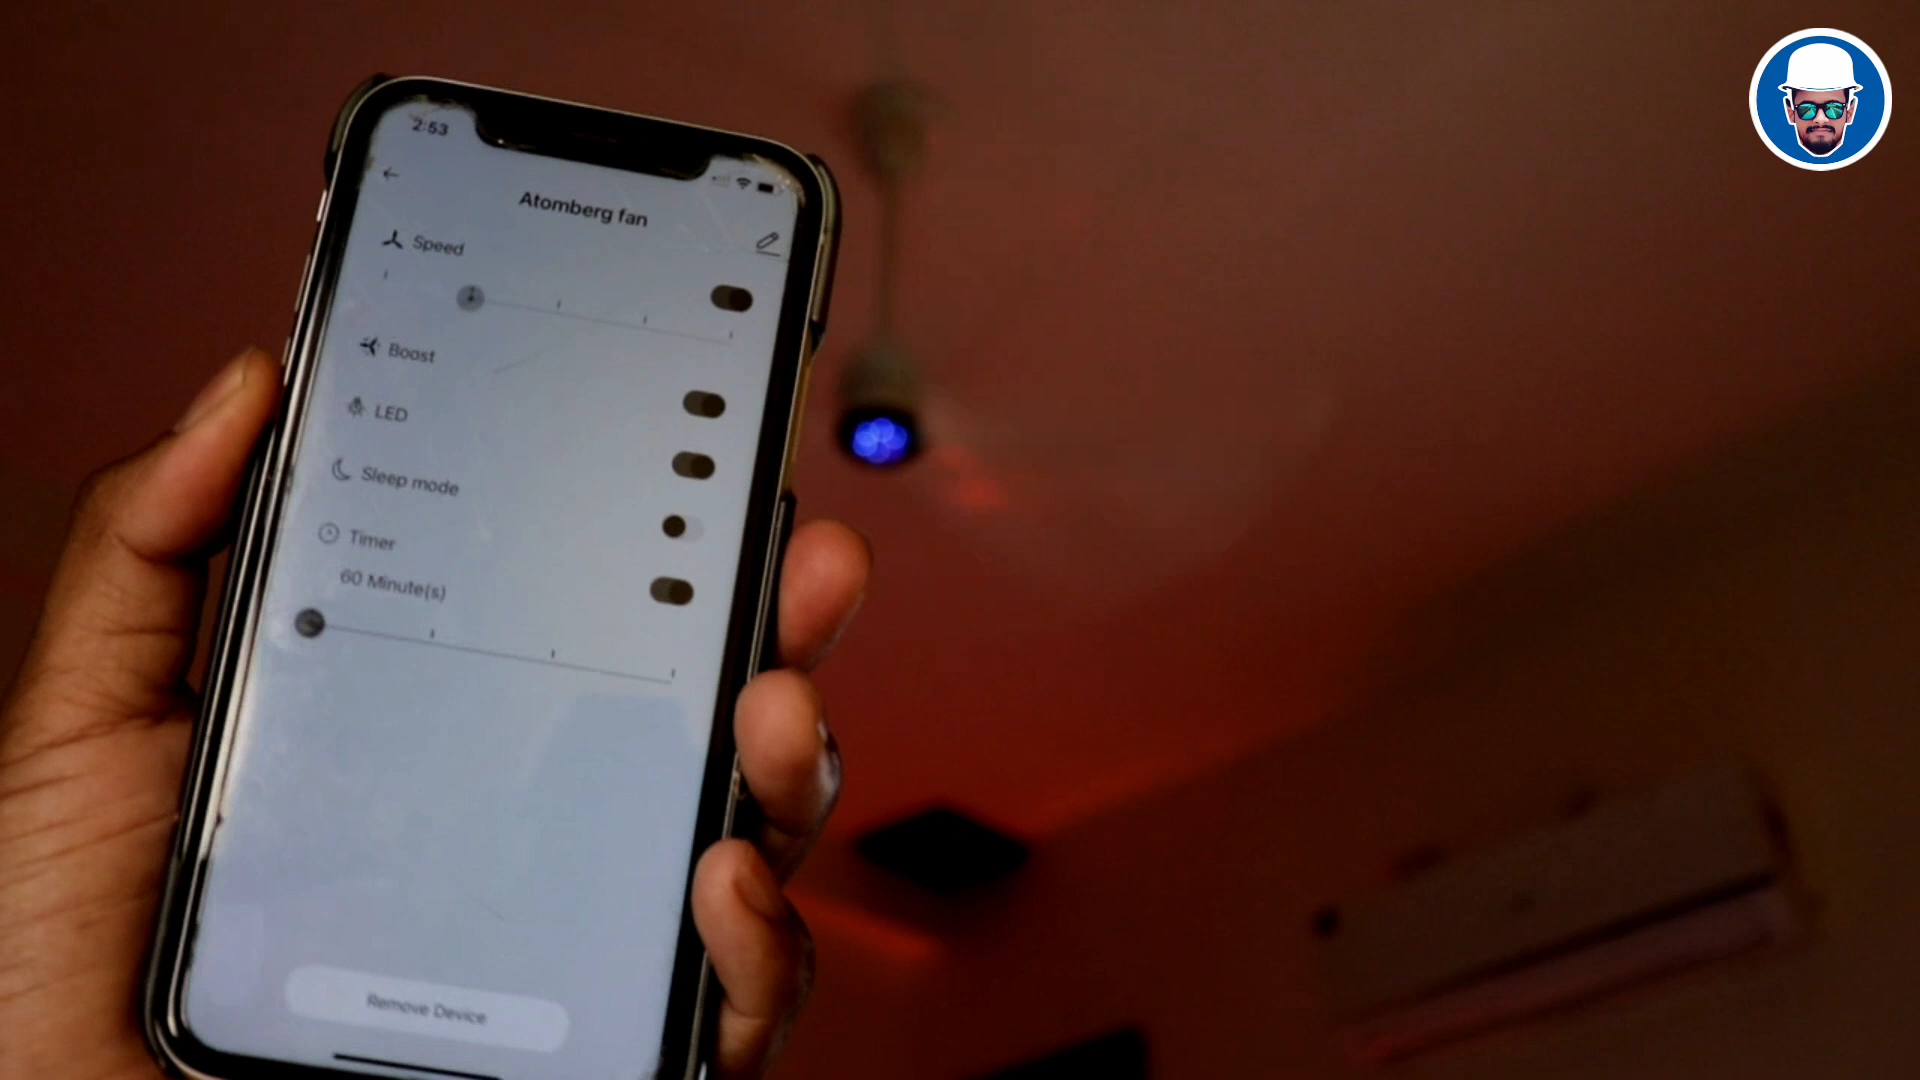 2:53
Atomberg fan
Speed
Boost
LED
Sleep mode
Timer
60 Minute(s)
Remove Device